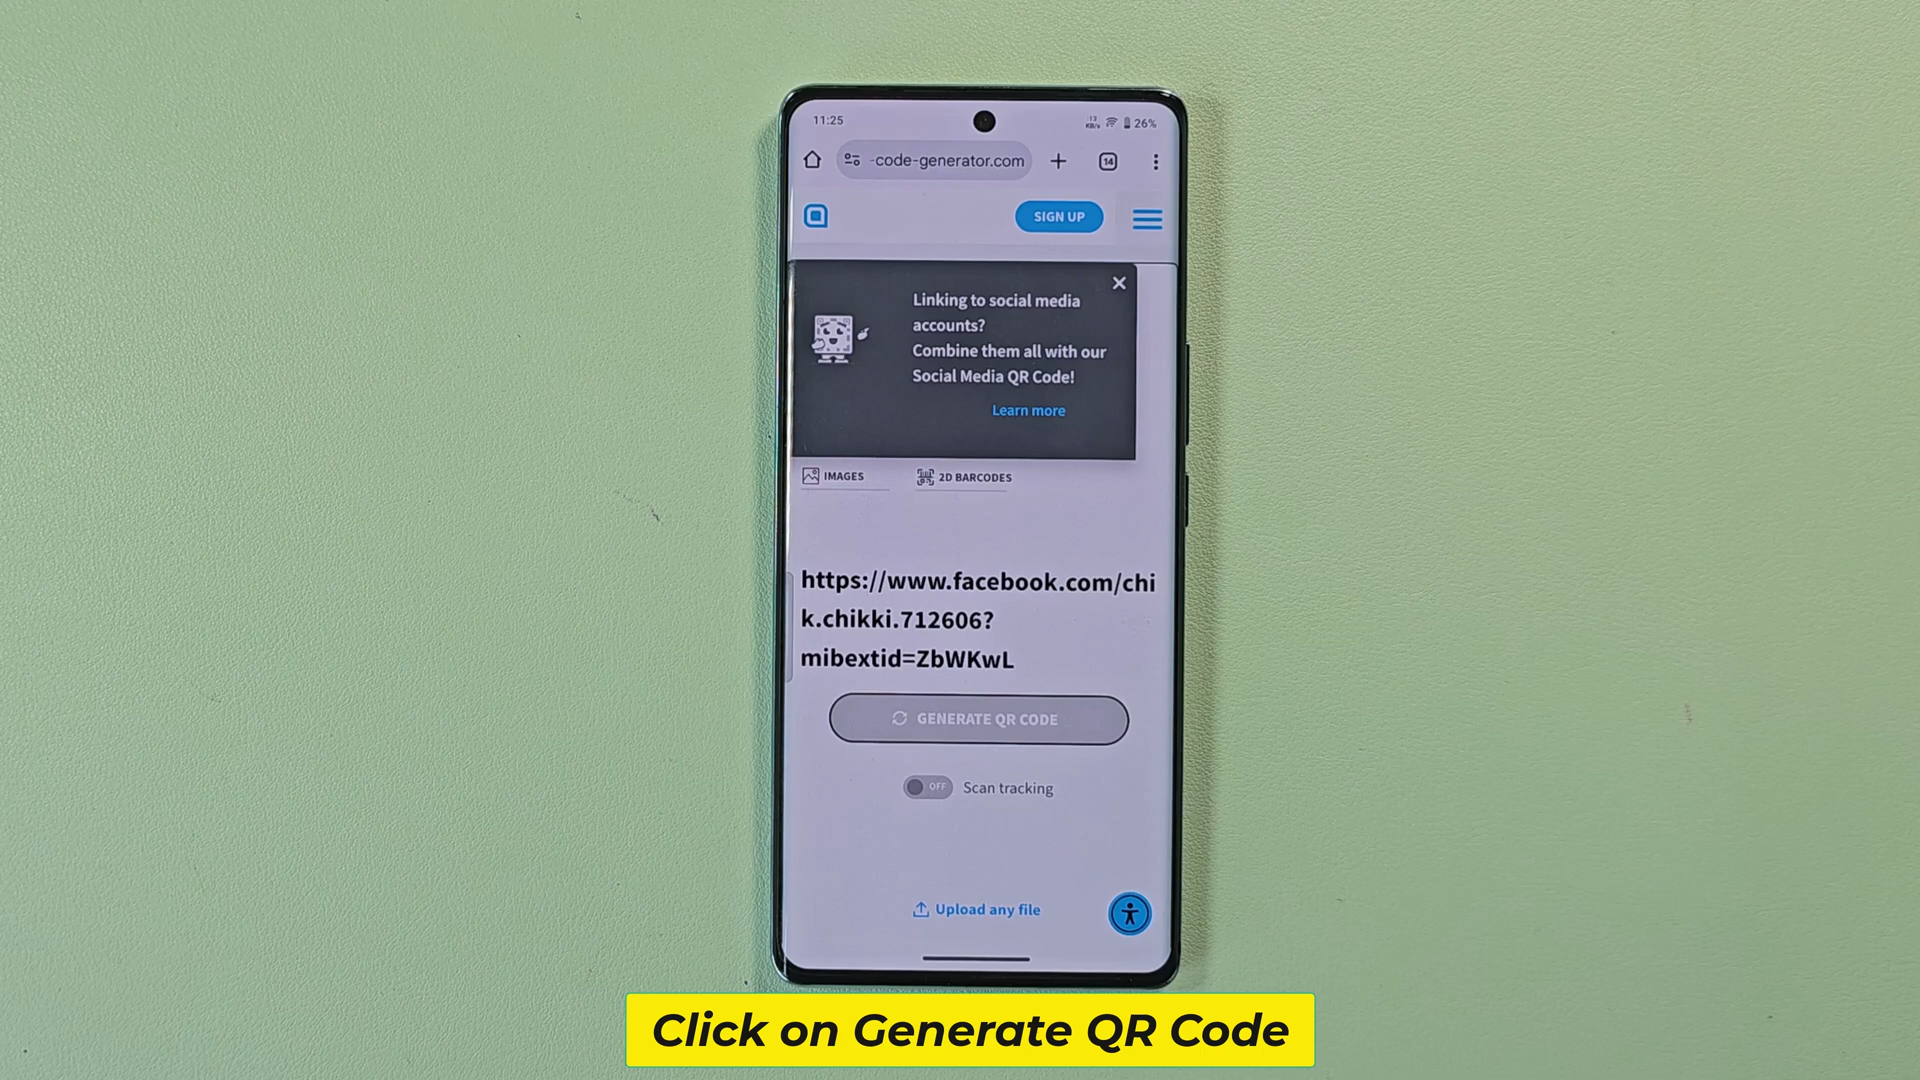 11:25
13
KB/s
26%
-code-generator.com
14
SIGN UP
Linking to social media
accounts?
Combine them all with our
Social Media QR Code!
Learn more
IMAGES
2D BARCODES
https://www.facebook.com/chi
k.chikki.712606?
mibextid=ZbWKwL
GENERATE QR CODE
OFF
Scan tracking
Upload any file
Click on Generate QR Code